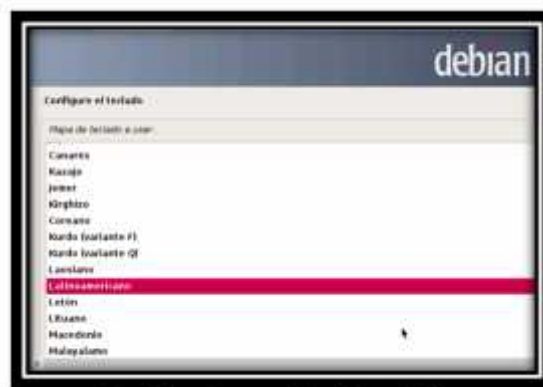 debian
Configure el teclado
Mapa de teclado a usar:
Canarés
Kazajo
Jemer
Kirghizo
Coreano
Kurdo (variante F)
Kurdo (variante Q)
Laosiano
Latinoamericano
Letón
Lituano
Macedonio
Malayalamo